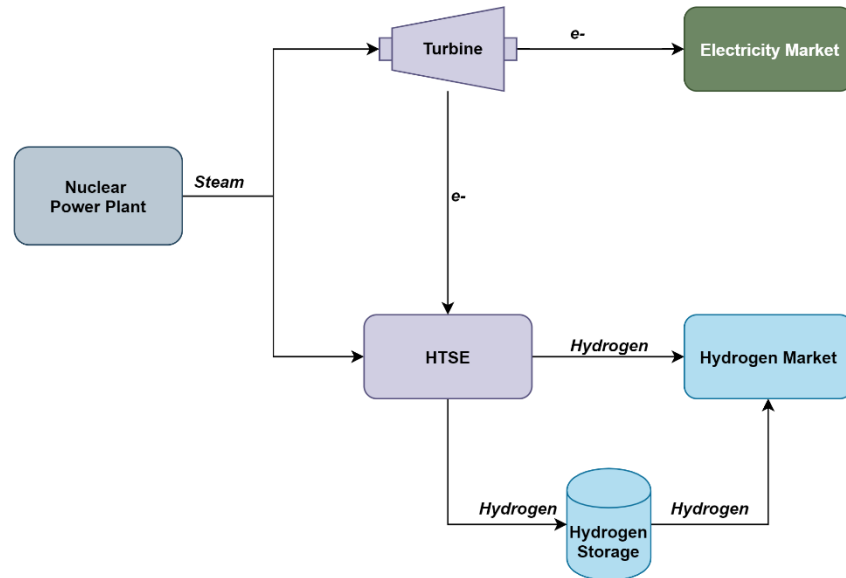 Turbine
e-
Electricity Market
Nuclear
Power Plant
Steam
e-
HTSE
Hydrogen
Hydrogen Market
Hydrogen
Hydrogen
Storage
Hydrogen